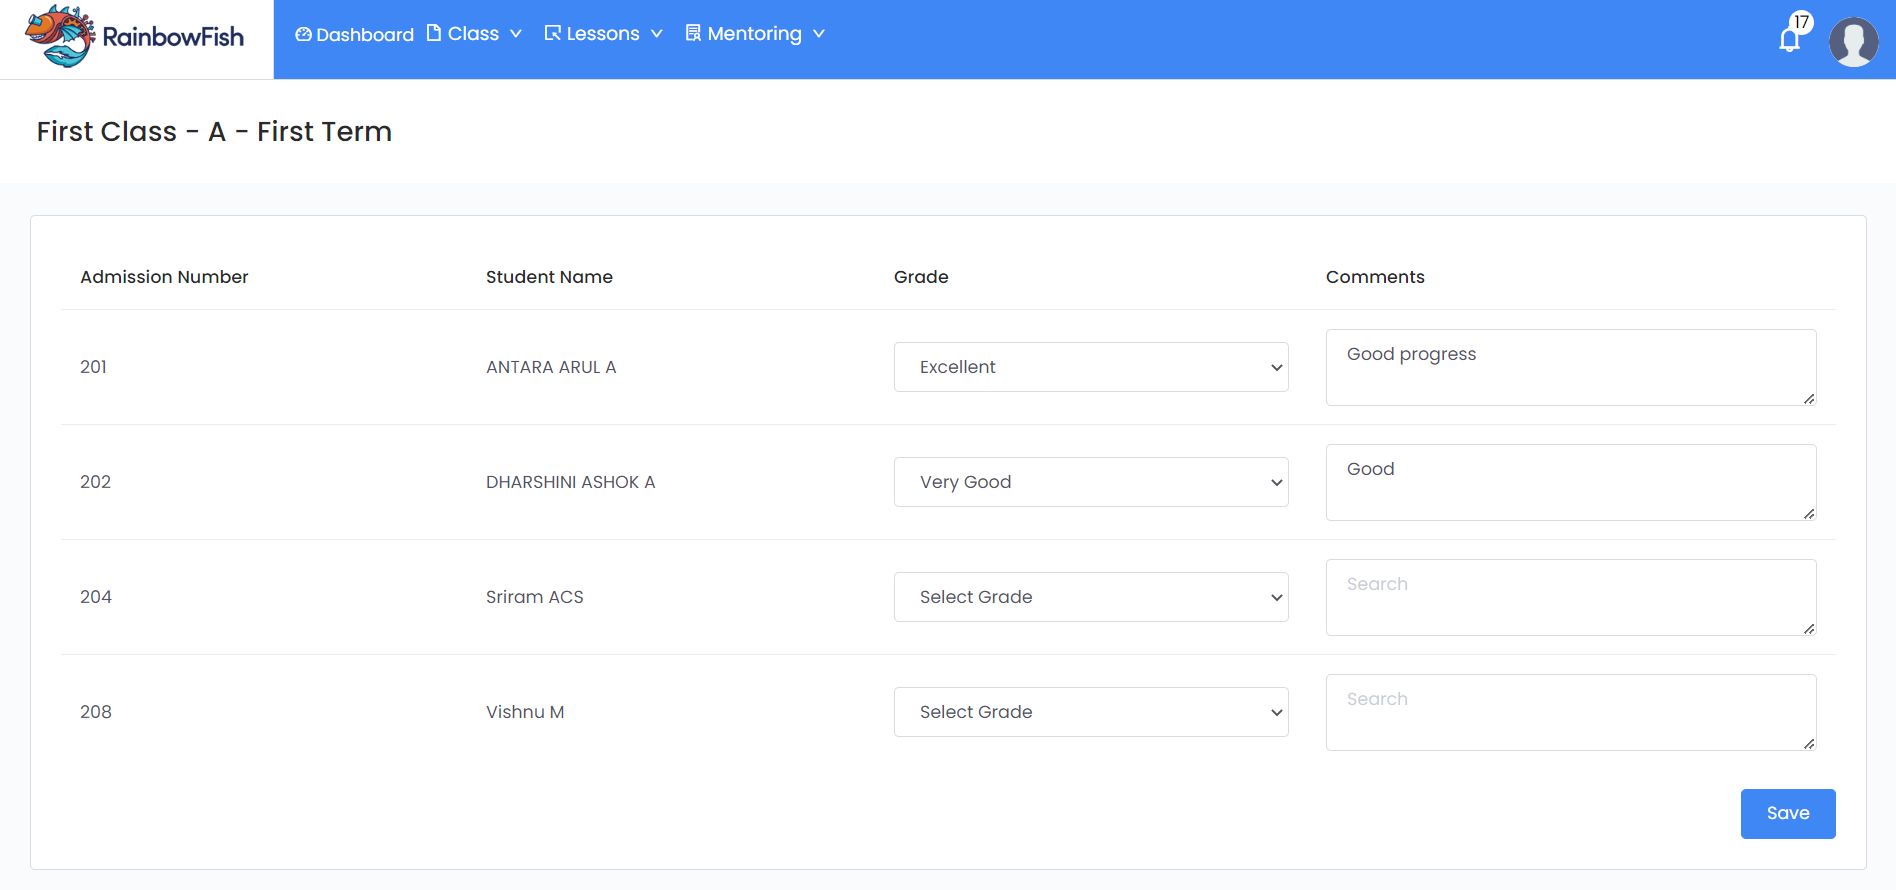 RainbowFish Dashboard Class Lessons Mentoring 17
First Class - A - First Term
Admission Number Student Name Grade Comments
201 ANTARA ARUL A Excellent Good progress
202 DHARSHINI ASHOK A Very Good Good
204 Sriram ACS Select Grade Search
208 Vishnu M Select Grade Search
Save